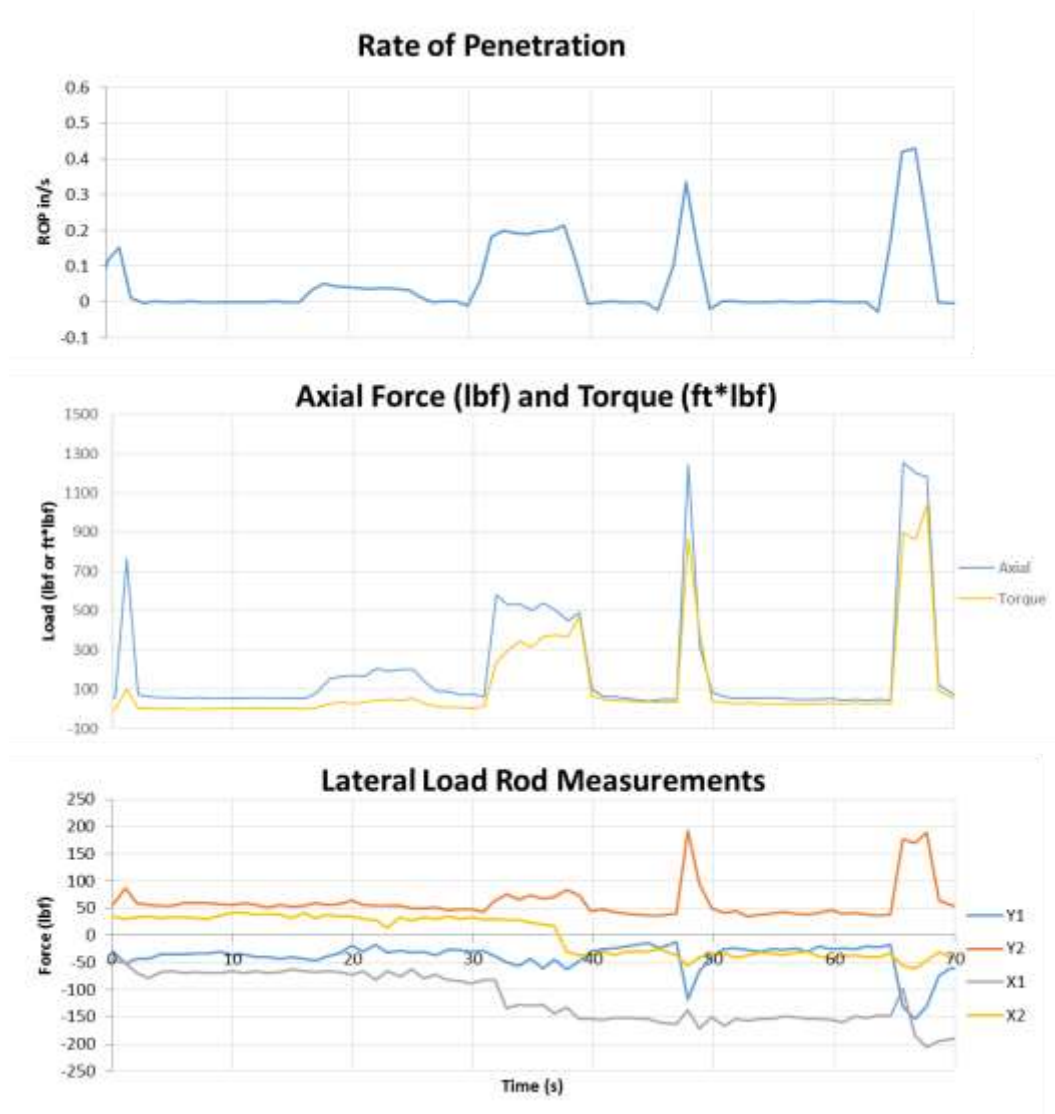 Rate of Penetration
0.6
0.5
0.4
0.3
0.2
0.1
0
-0.1
ROP in/s
Axial Force (lbf) and Torque (ft*lbf)
1500
1300
1100
900
700
500
300
100
-100
Load (lbf or ft*lbf)
Axial
Torque
Lateral Load Rod Measurements
250
200
150
100
50
0
-50
-100
-150
-200
-250
Force (lbf)
0 10 20 30 40 50 60 70
Time (s)
Y1
Y2
X1
X2